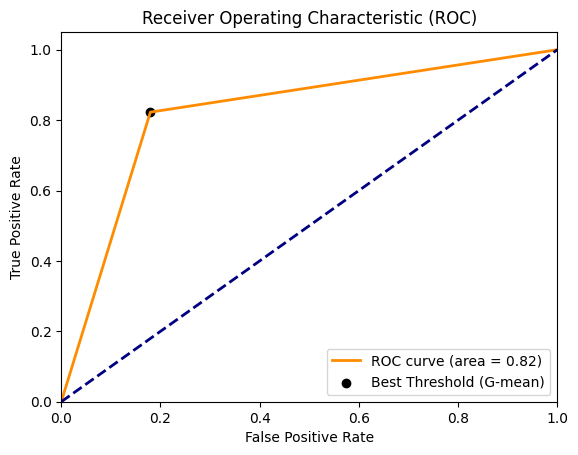 Receiver Operating Characteristic (ROC)
1.0
0.8
0.6
0.4
0.2
0.0
True Positive Rate
0.0 0.2 0.4 0.6 0.8 1.0
False Positive Rate
ROC curve (area = 0.82)
Best Threshold (G-mean)